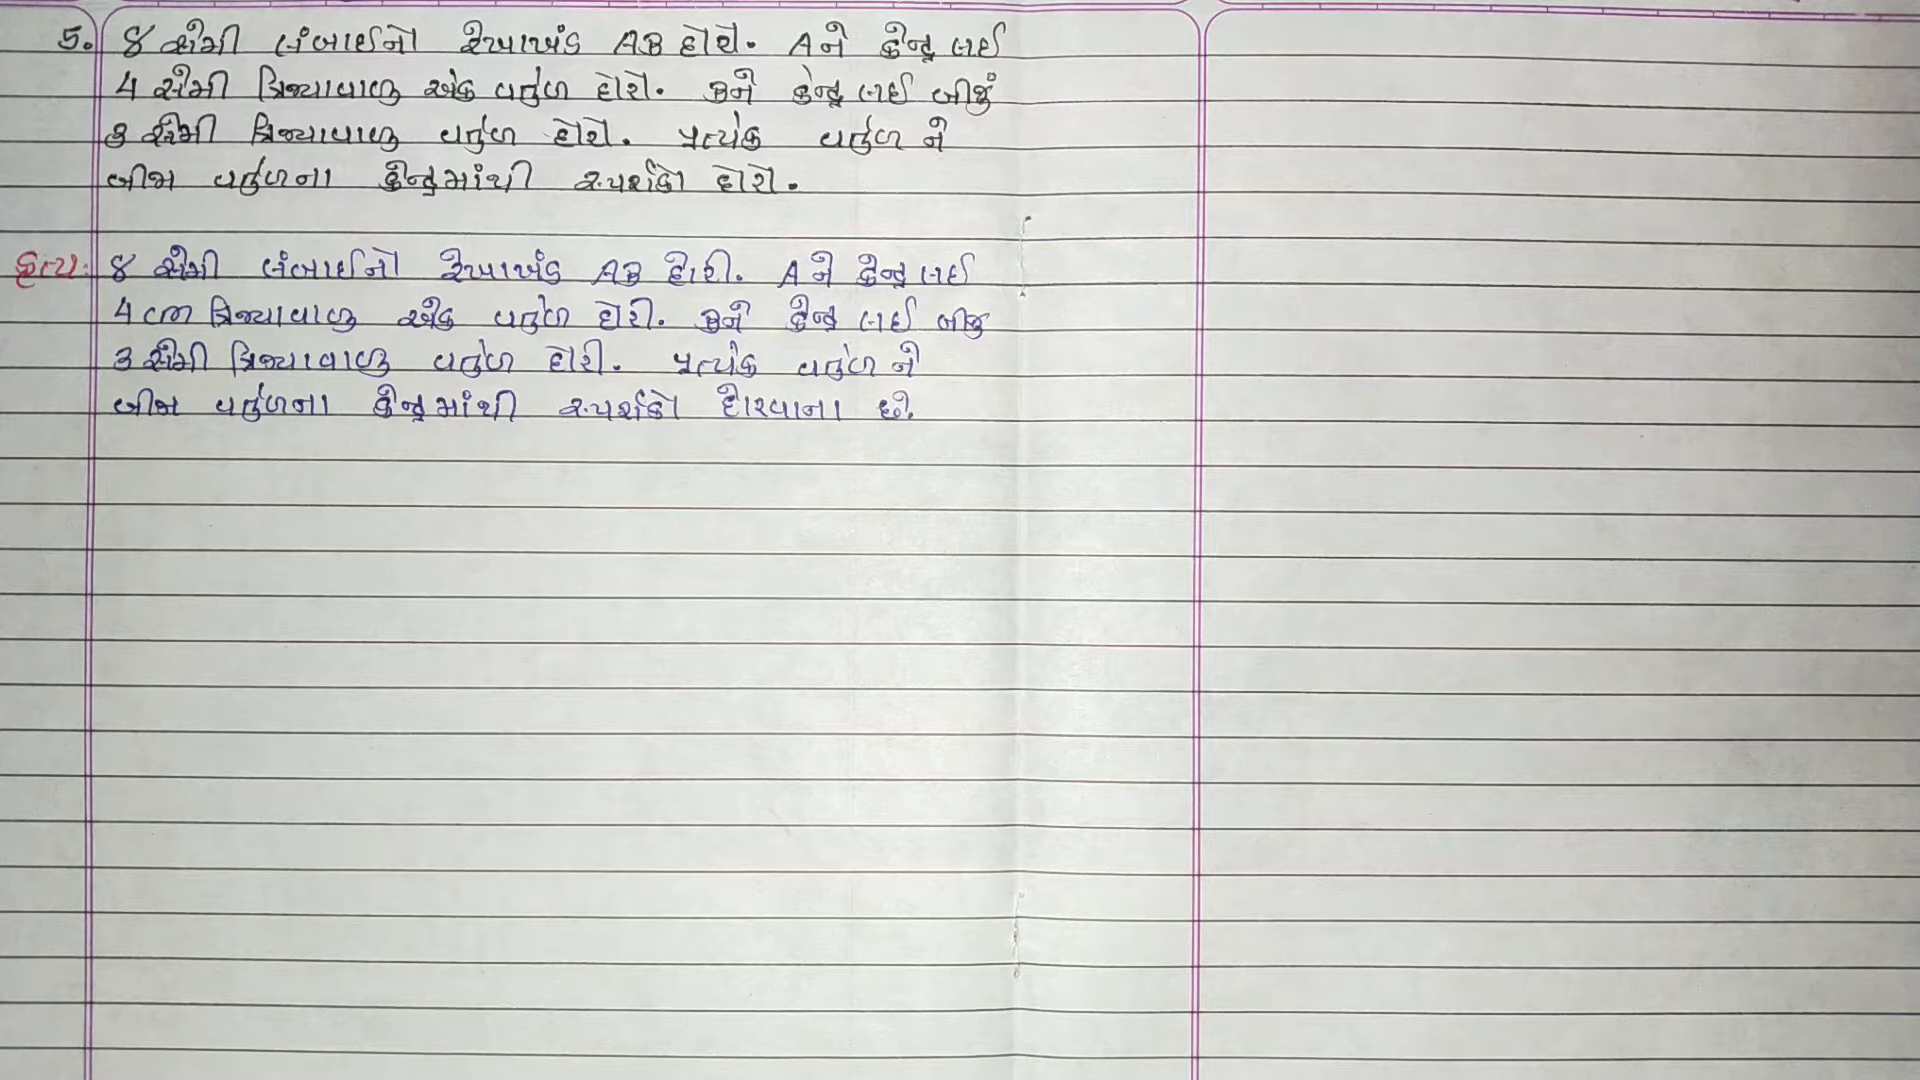 5. 8 સેમી લંબાઈનો રેખાખંડ AB દોરો. A ને કેન્દ્ર લઈ
4 સેમી ત્રિજ્યાવાળુ એક વર્તુળ દોરો. B ને કેન્દ્ર લઈ બીજું
3 સેમી ત્રિજ્યાવાળુ વર્તુળ દોરો. પ્રત્યેક વર્તુળ ને
બીજા વર્તુળના કેન્દ્રમાંથી સ્પર્શકો દોરો.
કૃત્ય: 8 સેમી લંબાઈનો રેખાખંડ AB દોરી. A ને કેન્દ્ર લઈ
4 cm ત્રિજ્યાવાળુ એક વર્તુળ દોરી. B ને કેન્દ્ર લઈ બીજુ
3 સેમી ત્રિજ્યાવાળુ વર્તુળ દોરી. પ્રત્યેક વર્તુળ ને
બીજા વર્તુળના કેન્દ્રમાંથી સ્પર્શકો દોરવાના છે.